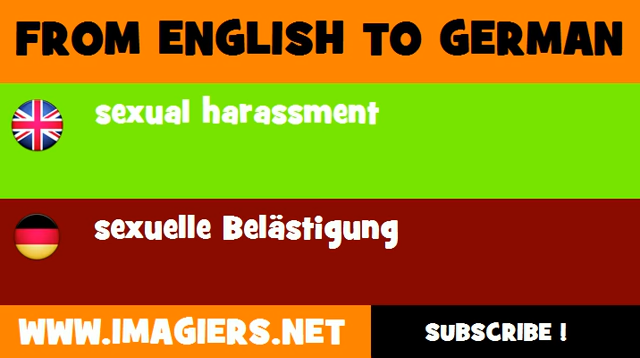 FROM ENGLISH TO GERMAN
sexual harassment
sexuelle Belästigung
WWW.IMAGIERS.NET
SUBSCRIBE !